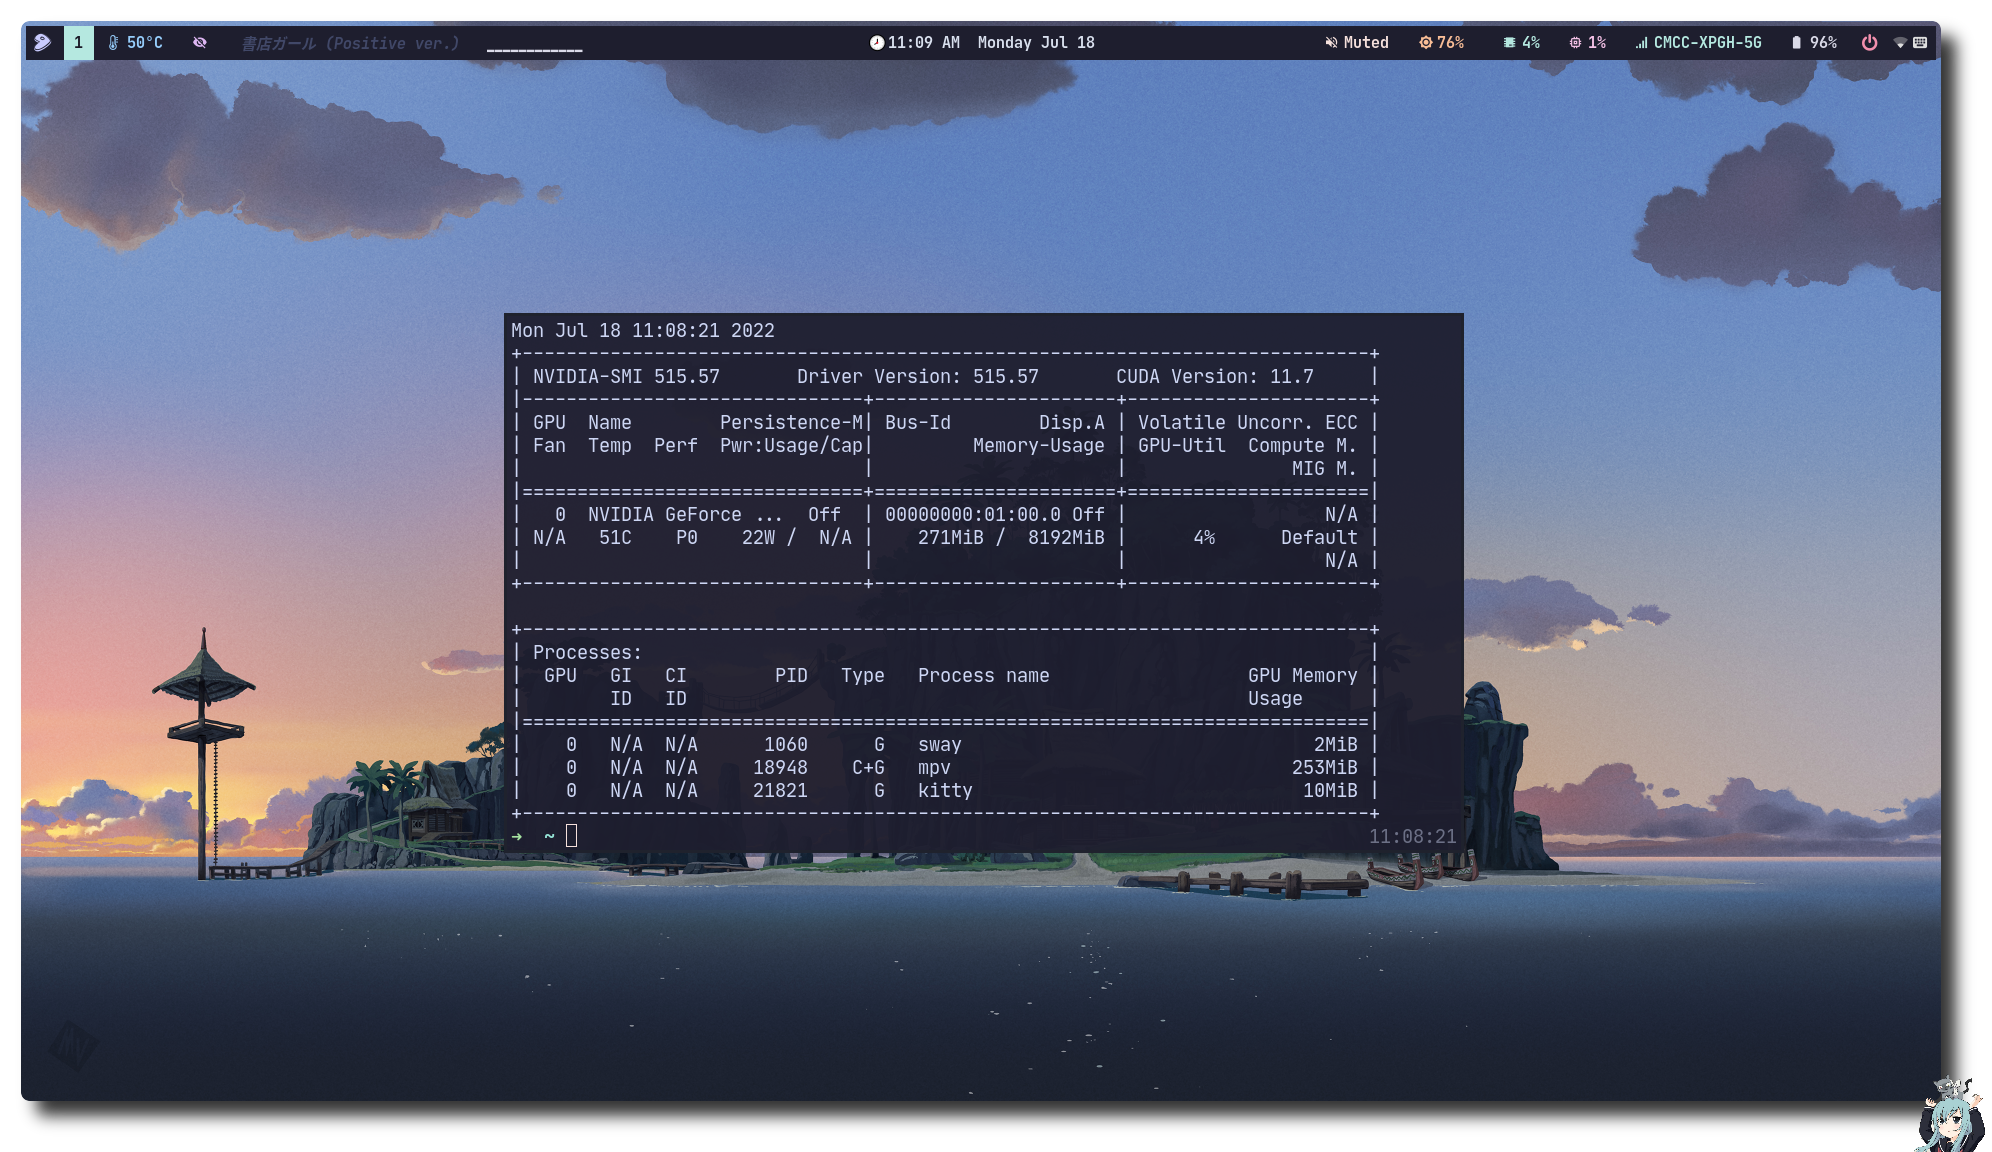 1 50°C 書店ガール (Positive ver.) 11:09 AM Monday Jul 18 Muted 76% 4% 1% CMCC-XPGH-5G 96%
Mon Jul 18 11:08:21 2022
+-----------------------------------------------------------------------------+
| NVIDIA-SMI 515.57       Driver Version: 515.57       CUDA Version: 11.7     |
|-------------------------------+----------------------+----------------------+
| GPU  Name        Persistence-M| Bus-Id        Disp.A | Volatile Uncorr. ECC |
| Fan  Temp  Perf  Pwr:Usage/Cap|         Memory-Usage | GPU-Util  Compute M. |
|                               |                      |               MIG M. |
|===============================+======================+======================|
|   0  NVIDIA GeForce ...  Off  | 00000000:01:00.0 Off |                  N/A |
| N/A   51C    P0    22W /  N/A |    271MiB /  8192MiB |      4%      Default |
|                               |                      |                  N/A |
+-------------------------------+----------------------+----------------------+
+-----------------------------------------------------------------------------+
| Processes:                                                                  |
|  GPU   GI   CI        PID   Type   Process name                  GPU Memory |
|        ID   ID                                                   Usage      |
|=============================================================================|
|    0   N/A  N/A      1060      G   sway                                2MiB |
|    0   N/A  N/A     18948    C+G   mpv                               253MiB |
|    0   N/A  N/A     21821      G   kitty                              10MiB |
+-----------------------------------------------------------------------------+
→ ~ 11:08:21